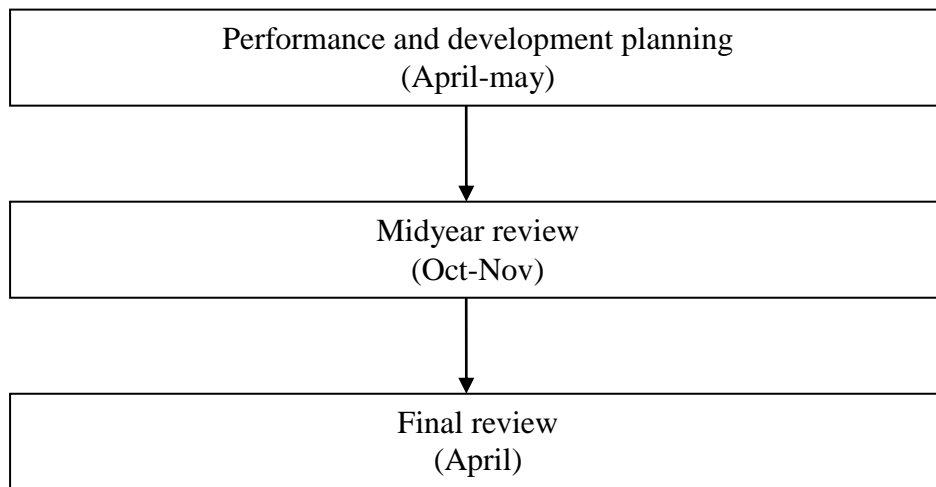 Performance and development planning
(April-may)
Midyear review
(Oct-Nov)
Final review
(April)